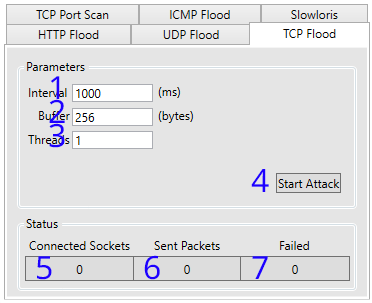 TCP Port Scan ICMP Flood Slowloris
HTTP Flood UDP Flood TCP Flood
Parameters
1 Interval 1000 (ms)
2 Buffer 256 (bytes)
3 Threads 1
4 Start Attack
Status
Connected Sockets Sent Packets Failed
5 0 6 0 7 0